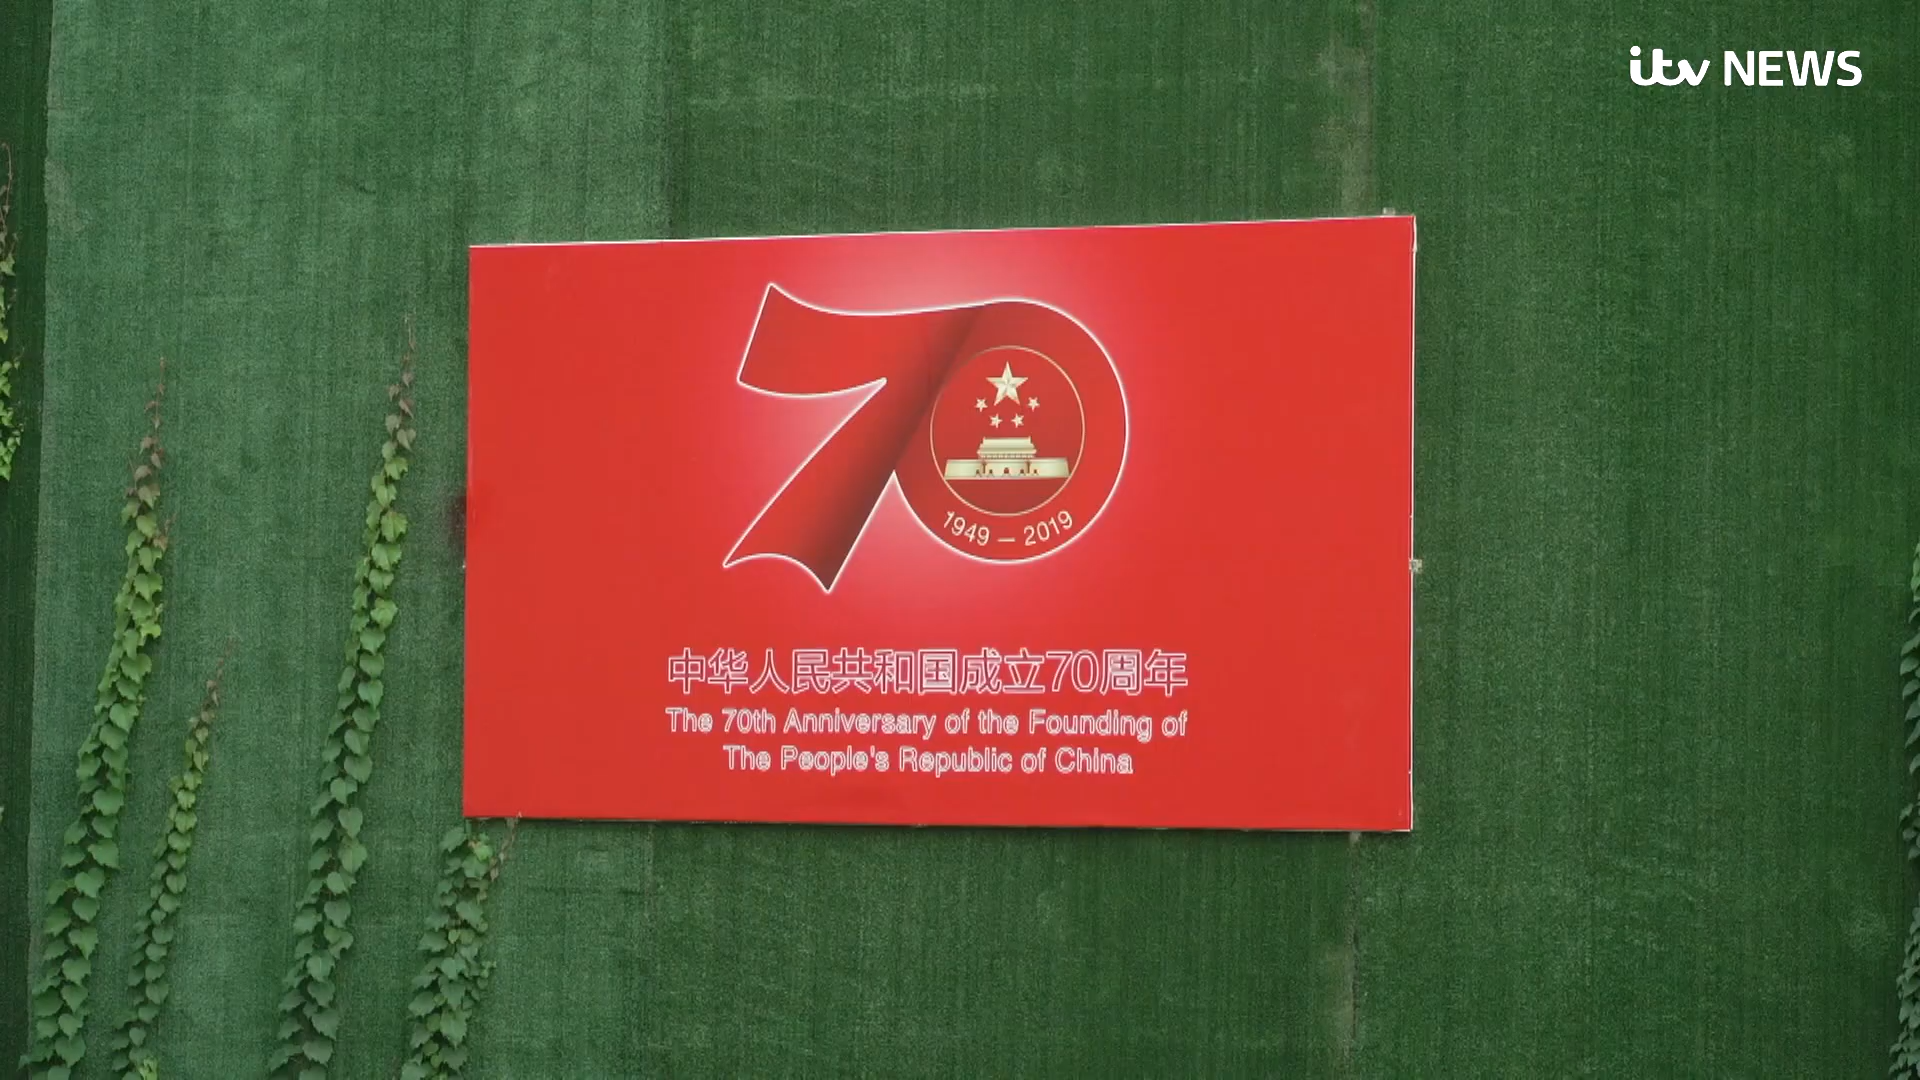 itv NEWS
70
1949 – 2019
中华人民共和国成立70周年
The 70th Anniversary of the Founding of
The People's Republic of China